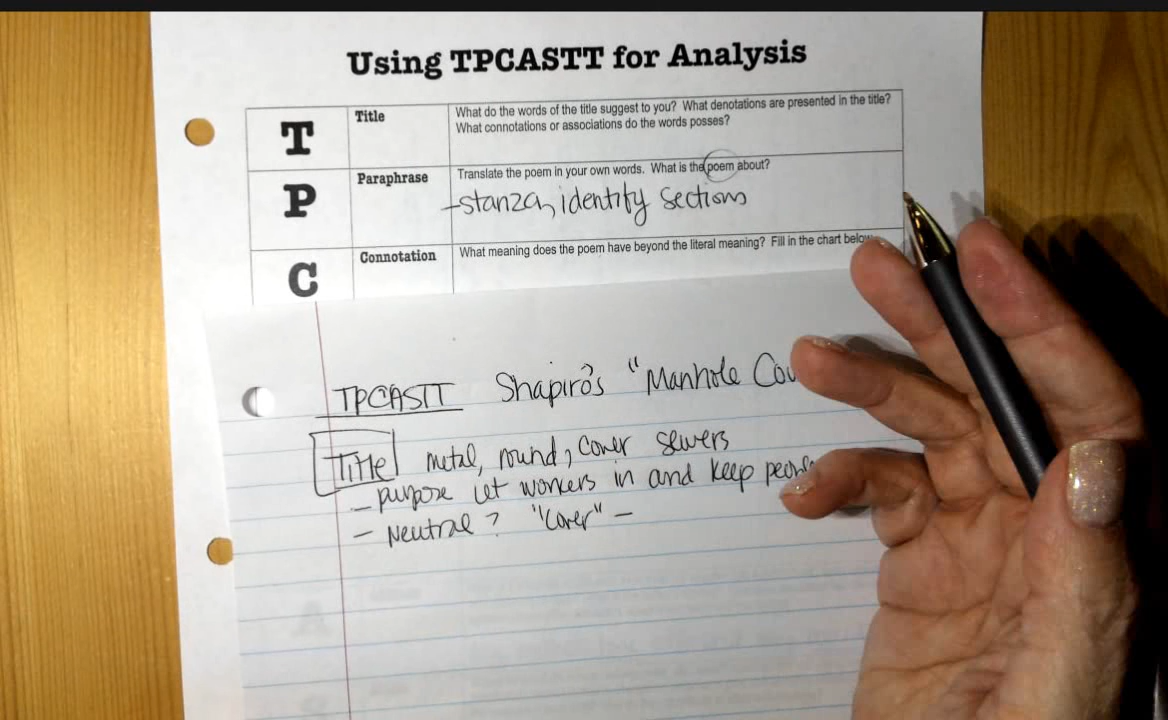 Using TPCASTT for Analysis
T
Title
What do the words of the title suggest to you? What denotations are presented in the title?
What connotations or associations do the words posses?
P
Paraphrase
Translate the poem in your own words. What is the poem about?
-stanza, identify sections
C
Connotation
What meaning does the poem have beyond the literal meaning? Fill in the chart below
TPCASTT Shapiro's "Manhole
Title metal, round, cover sewers
- purpose let workers in and keep
- Neutral? "Cover" -